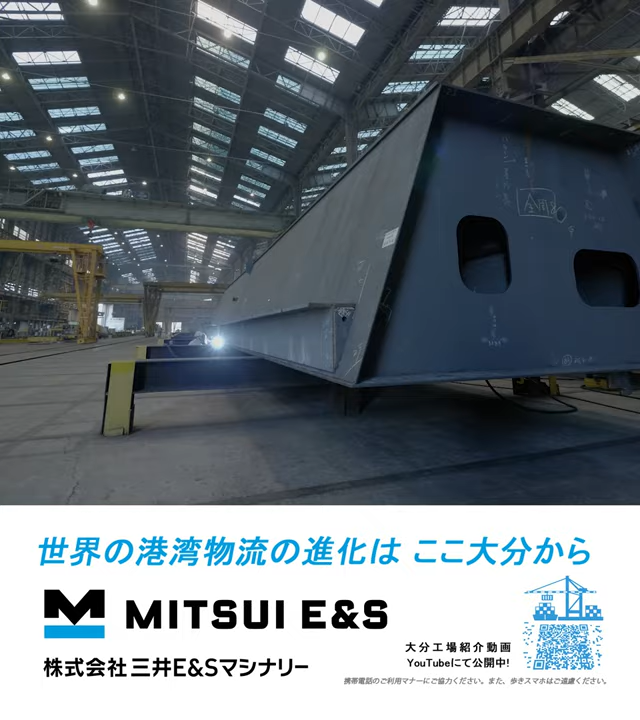 世界の港湾物流の進化は ここ大分から
MITSUI E&S
株式会社 三井E&Sマシナリー
大分工場紹介動画
YouTubeにて公開中!
携帯電話のご利用マナーにご協力ください。また、歩きスマホはご遠慮ください。